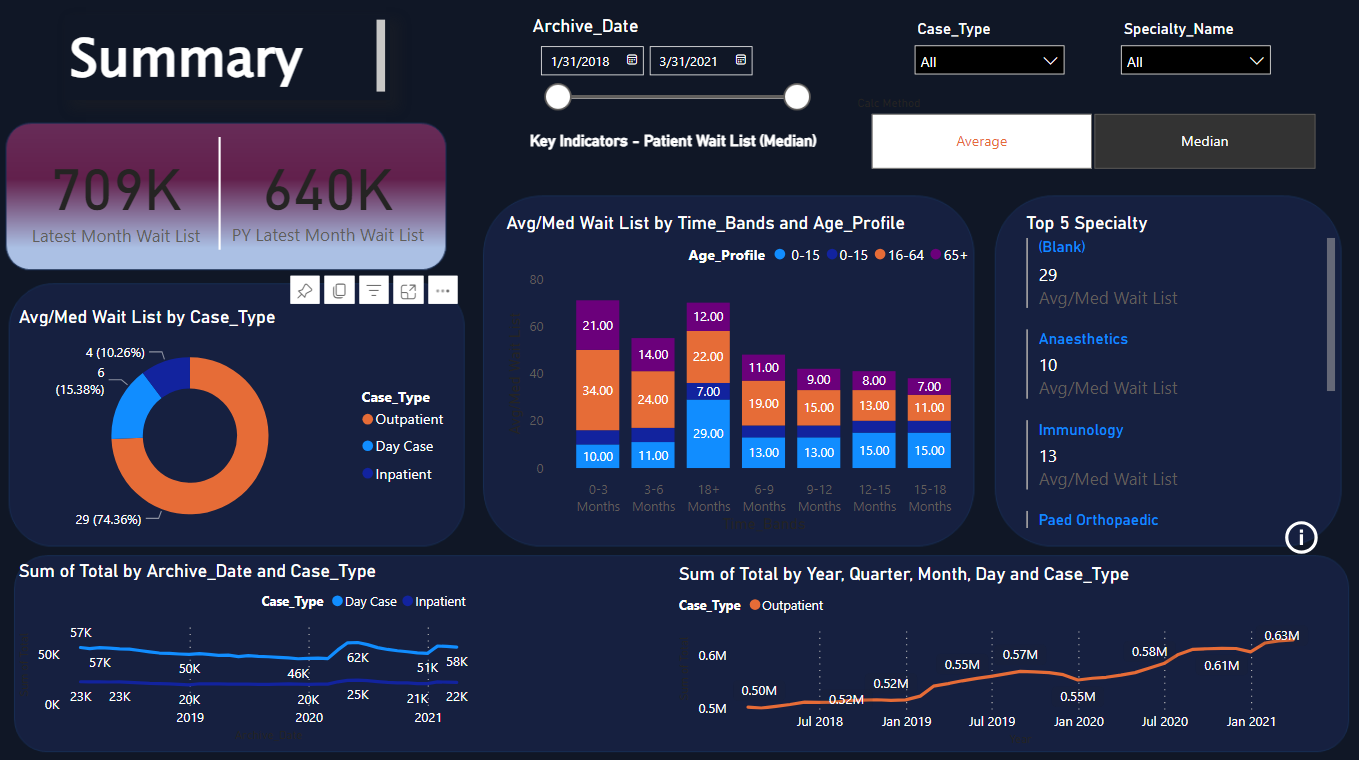 Summary
Archive_Date
1/31/2018
3/31/2021
Case_Type
All
Specialty_Name
All
Calc Method
Average
Median
Key Indicators - Patient Wait List (Median)
709K
Latest Month Wait List
640K
PY Latest Month Wait List
Avg/Med Wait List by Case_Type
4 (10.26%)
6
(15.38%)
29 (74.36%)
Case_Type
Outpatient
Day Case
Inpatient
Avg/Med Wait List by Time_Bands and Age_Profile
Age_Profile 0-15 0-15 16-64 65+
80
60
40
20
0
21.00
34.00
10.00
14.00
24.00
11.00
12.00
22.00
7.00
29.00
11.00
19.00
13.00
9.00
15.00
13.00
8.00
13.00
15.00
7.00
11.00
15.00
0-3
Months
3-6
Months
18+
Months
6-9
Months
9-12
Months
12-15
Months
15-18
Months
Time_Bands
Top 5 Specialty
(Blank)
29
Avg/Med Wait List
Anaesthetics
10
Avg/Med Wait List
Immunology
13
Avg/Med Wait List
Paed Orthopaedic
Sum of Total by Archive_Date and Case_Type
Case_Type Day Case Inpatient
50K
0K
57K
57K
50K
46K
62K
51K
58K
23K
23K
20K
20K
25K
21K
22K
2019
2020
2021
Sum of Total by Year, Quarter, Month, Day and Case_Type
Case_Type Outpatient
0.6M
0.5M
0.50M
0.52M
0.52M
0.55M
0.57M
0.55M
0.58M
0.61M
0.63M
Jul 2018
Jan 2019
Jul 2019
Jan 2020
Jul 2020
Jan 2021